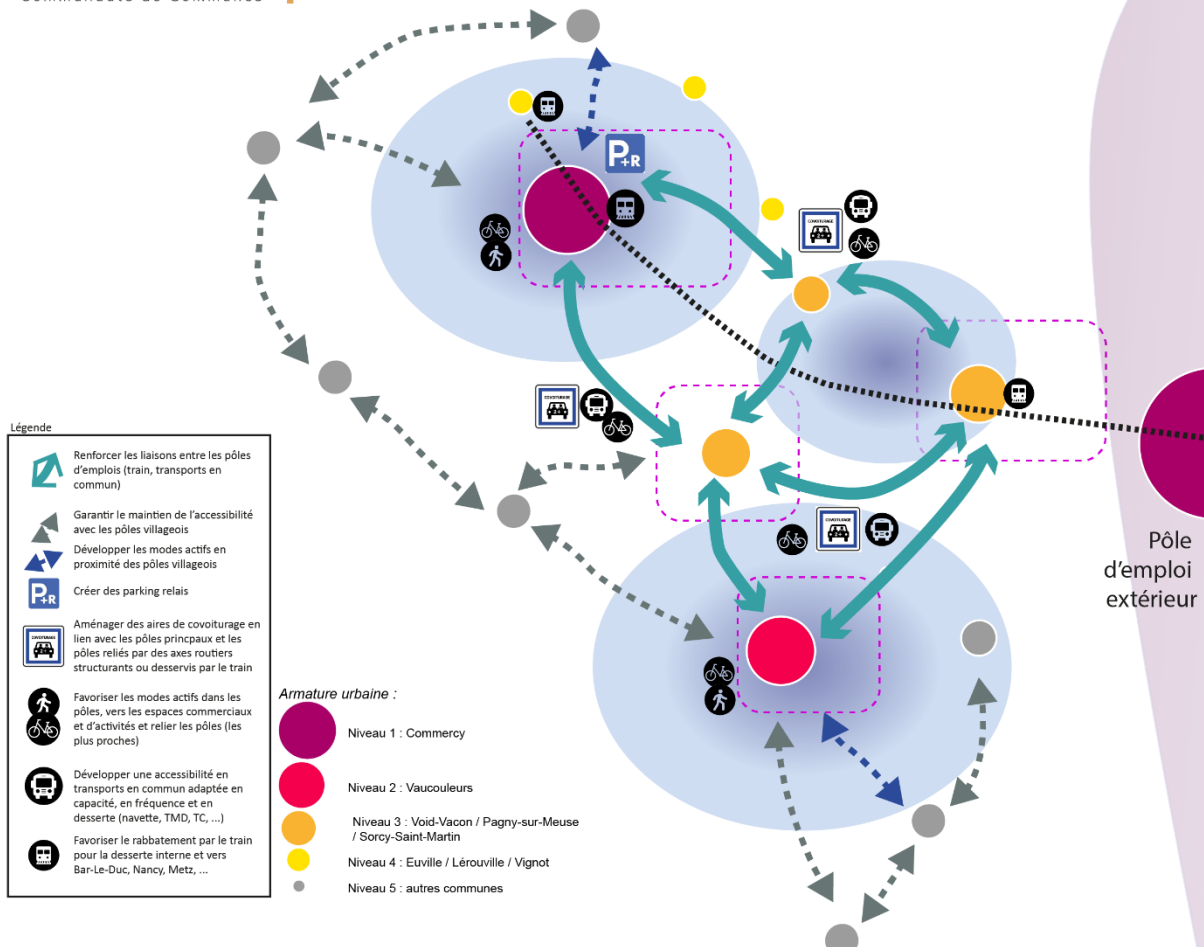 Communauté de Communes
P+R
COVOITURAGE
COVOITURAGE
COVOITURAGE
Pôle
d'emploi
extérieur
Légende
Renforcer les liaisons entre les pôles
d'emplois (train, transports en
commun)
Garantir le maintien de l'accessibilité
avec les pôles villageois
Développer les modes actifs en
proximité des pôles villageois
P+R
Créer des parking relais
COVOITURAGE
Aménager des aires de covoiturage en
lien avec les pôles princpaux et les
pôles reliés par des axes routiers
structurants ou desservis par le train
Favoriser les modes actifs dans les
pôles, vers les espaces commerciaux
et d'activités et relier les pôles (les
plus proches)
Développer une accessibilité en
transports en commun adaptée en
capacité, en fréquence et en
desserte (navette, TMD, TC, ...)
Favoriser le rabbatement par le train
pour la desserte interne et vers
Bar-Le-Duc, Nancy, Metz, ...
Armature urbaine :
Niveau 1 : Commercy
Niveau 2 : Vaucouleurs
Niveau 3 : Void-Vacon / Pagny-sur-Meuse
/ Sorcy-Saint-Martin
Niveau 4 : Euville / Lérouville / Vignot
Niveau 5 : autres communes